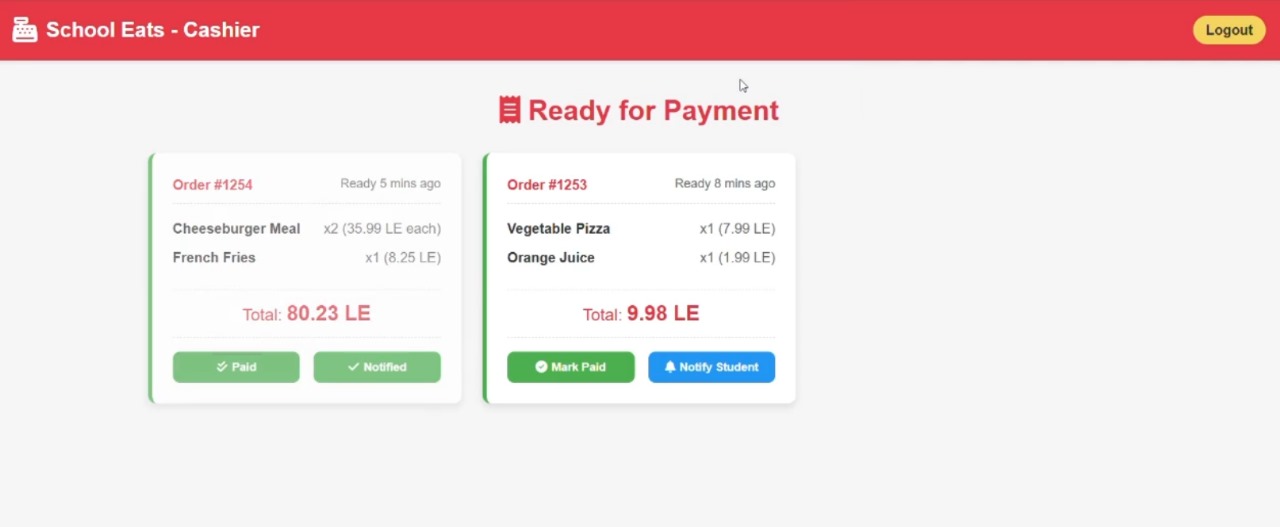 School Eats - Cashier
Logout
Ready for Payment
Order #1254 Ready 5 mins ago
Cheeseburger Meal x2 (35.99 LE each)
French Fries x1 (8.25 LE)
Total: 80.23 LE
Paid Notified
Order #1253 Ready 8 mins ago
Vegetable Pizza x1 (7.99 LE)
Orange Juice x1 (1.99 LE)
Total: 9.98 LE
Mark Paid Notify Student